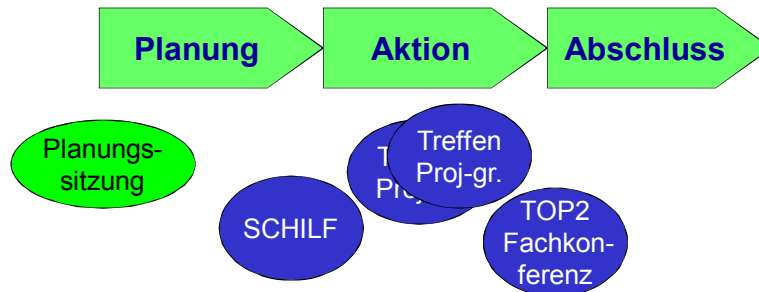 Planung
Aktion
Abschluss
Planungs-
sitzung
SCHILF
Treffen
Proj-gr.
TOP2
Fachkon-
ferenz